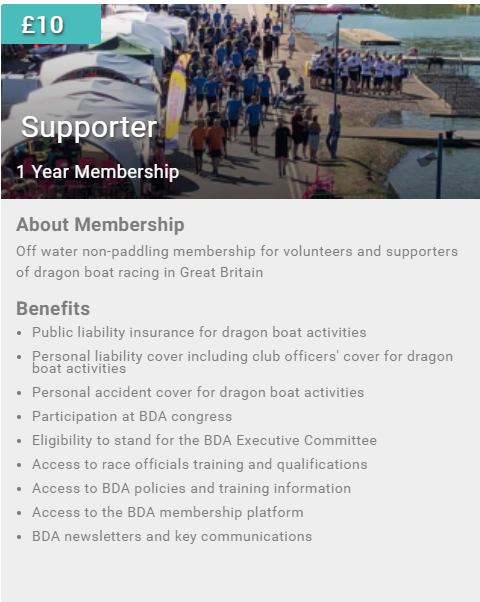 £10
Supporter
1 Year Membership
About Membership
Off water non-paddling membership for volunteers and supporters
of dragon boat racing in Great Britain
Benefits
• Public liability insurance for dragon boat activities
• Personal liability cover including club officers' cover for dragon
boat activities
• Personal accident cover for dragon boat activities
• Participation at BDA congress
• Eligibility to stand for the BDA Executive Committee
• Access to race officials training and qualifications
• Access to BDA policies and training information
• Access to the BDA membership platform
• BDA newsletters and key communications